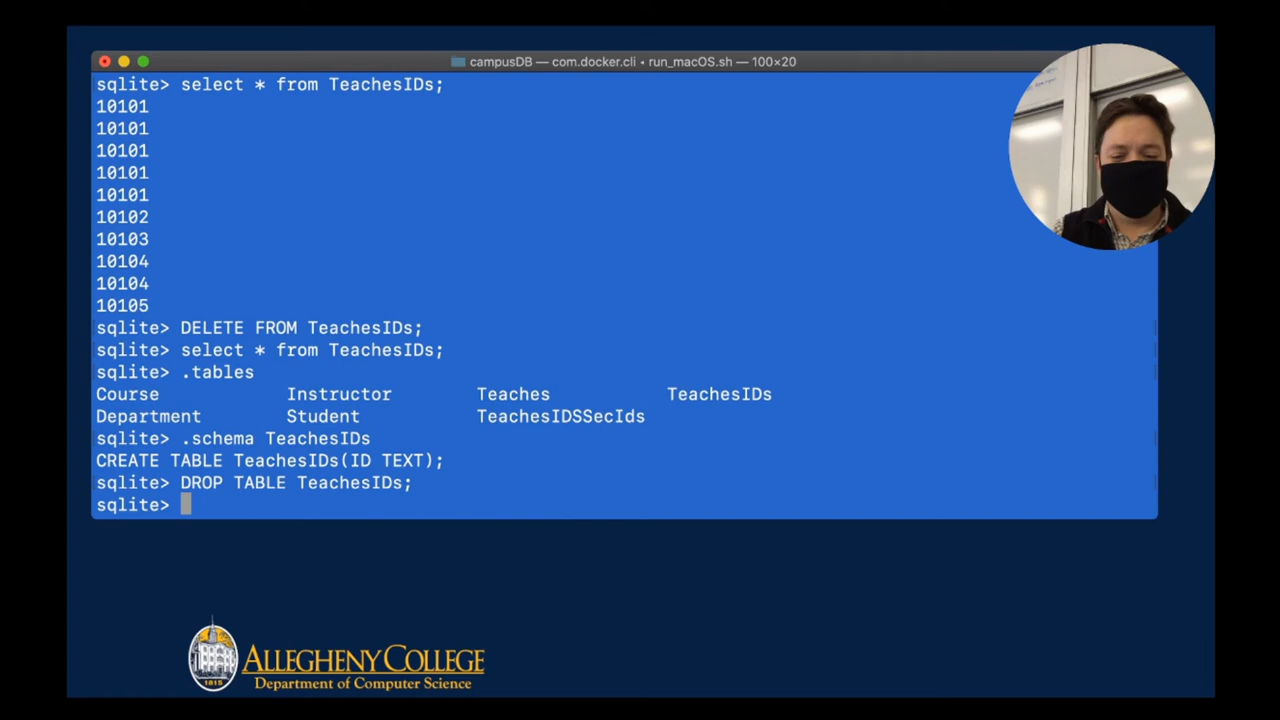 campusDB — com.docker.cli • run_macOS.sh — 100×20
sqlite> select * from TeachesIDs;
10101
10101
10101
10101
10101
10102
10103
10104
10104
10105
sqlite> DELETE FROM TeachesIDs;
sqlite> select * from TeachesIDs;
sqlite> .tables
Course Instructor Teaches TeachesIDs
Department Student TeachesIDSSecIds
sqlite> .schema TeachesIDs
CREATE TABLE TeachesIDs(ID TEXT);
sqlite> DROP TABLE TeachesIDs;
sqlite>
1815
ALLEGHENY COLLEGE
Department of Computer Science